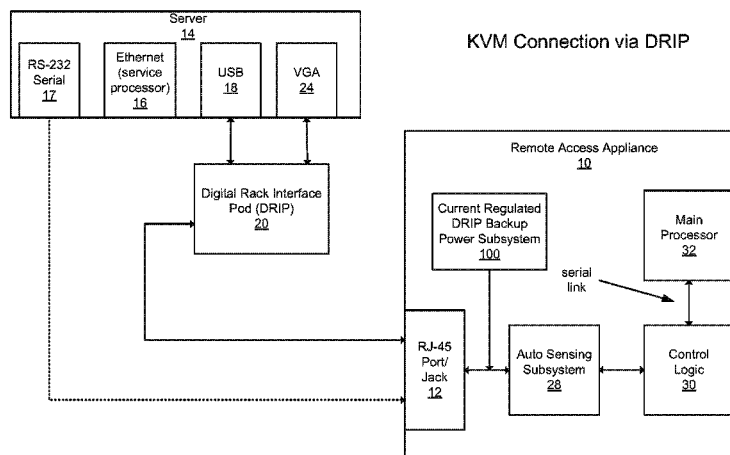 Server
14
KVM Connection via DRIP
RS-232
Serial
17
Ethernet
(service
processor)
16
USB
18
VGA
24
Digital Rack Interface
Pod (DRIP)
20
Remote Access Appliance
10
Current Regulated
DRIP Backup
Power Subsystem
100
Main
Processor
32
serial
link
RJ-45
Port/
Jack
12
Auto Sensing
Subsystem
28
Control
Logic
30